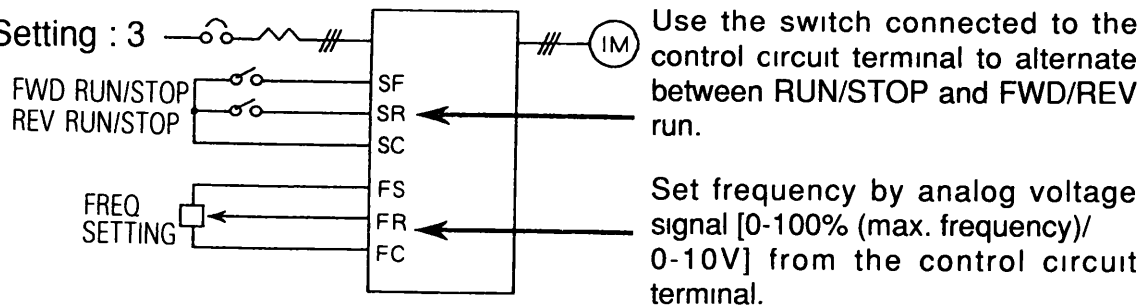 Setting : 3
IM
FWD RUN/STOP
REV RUN/STOP
SF
SR
SC
FREQ
SETTING
FS
FR
FC
Use the switch connected to the
control circuit terminal to alternate
between RUN/STOP and FWD/REV
run.
Set frequency by analog voltage
signal [0-100% (max. frequency)/
0-10V] from the control circuit
terminal.